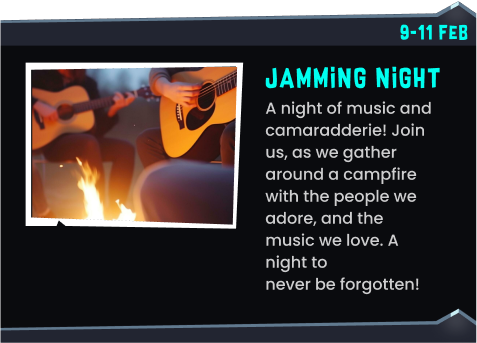 9-11 FEB
JAMMiNG NiGHT
A night of music and
camaradderie! Join
us, as we gather
around a campfire
with the people we
adore, and the
music we love. A
night to
never be forgotten!